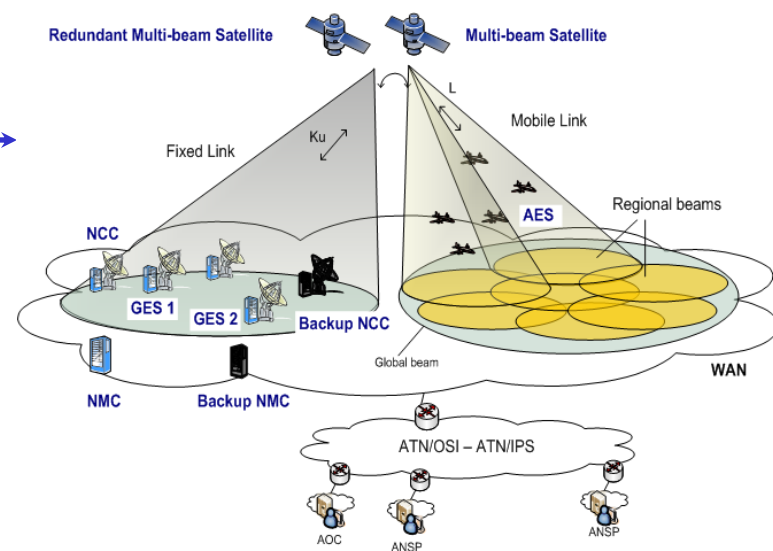 Redundant Multi-beam Satellite
Multi-beam Satellite
L
Ku
Mobile Link
Fixed Link
AES
Regional beams
NCC
GES 1
GES 2
Backup NCC
Global beam
WAN
NMC
Backup NMC
ATN/OSI – ATN/IPS
AOC
ANSP
ANSP